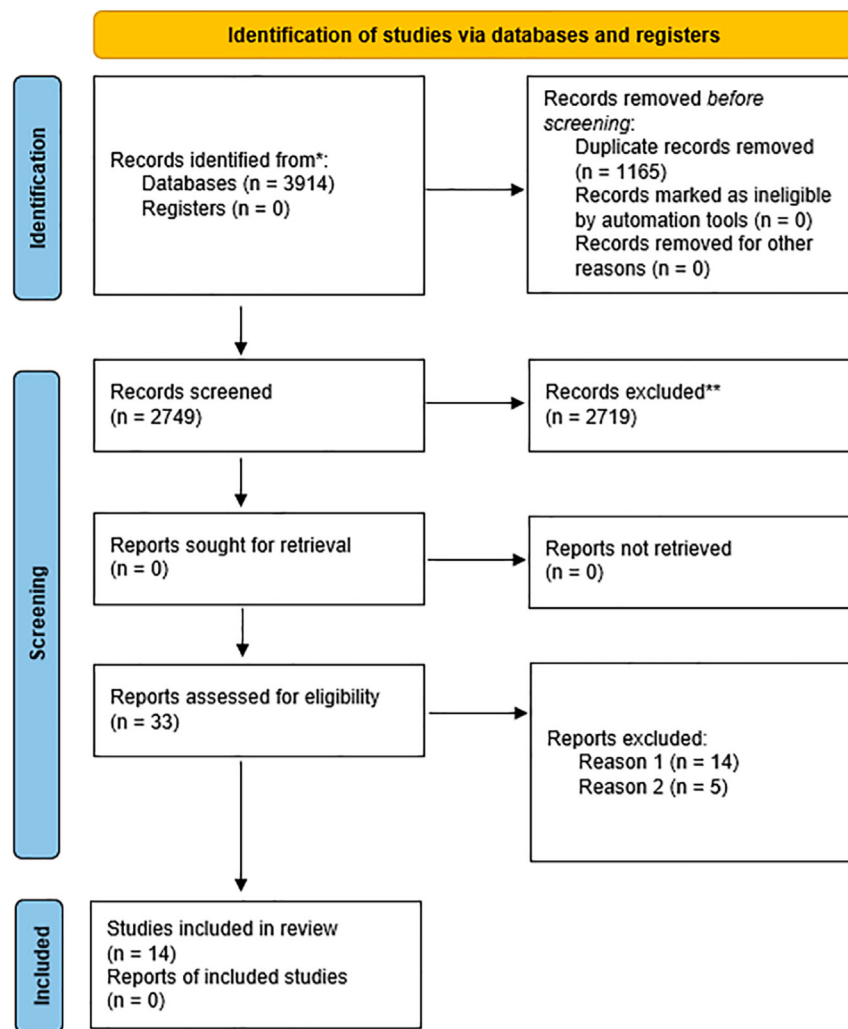 Identification of studies via databases and registers
Identification
Records identified from*:
Databases (n = 3914)
Registers (n = 0)
Records removed before
screening:
Duplicate records removed
(n = 1165)
Records marked as ineligible
by automation tools (n = 0)
Records removed for other
reasons (n = 0)
Screening
Records screened
(n = 2749)
Records excluded**
(n = 2719)
Reports sought for retrieval
(n = 0)
Reports not retrieved
(n = 0)
Reports assessed for eligibility
(n = 33)
Reports excluded:
Reason 1 (n = 14)
Reason 2 (n = 5)
Included
Studies included in review
(n = 14)
Reports of included studies
(n = 0)